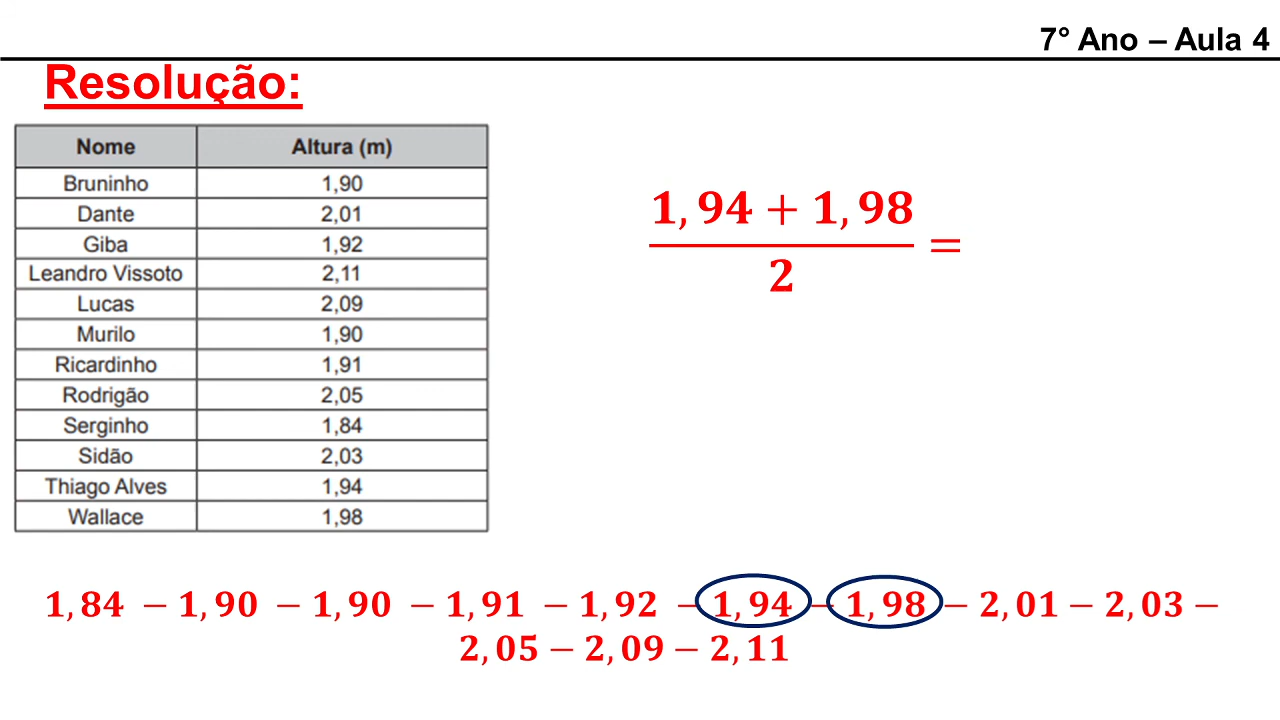 7° Ano – Aula 4
Resolução:
Nome Altura (m)
Bruninho 1,90
Dante 2,01
Giba 1,92
Leandro Vissoto 2,11
Lucas 2,09
Murilo 1,90
Ricardinho 1,91
Rodrigão 2,05
Serginho 1,84
Sidão 2,03
Thiago Alves 1,94
Wallace 1,98
1,94 + 1,98
2
=
1,84 – 1,90 – 1,90 – 1,91 – 1,92 – 1,94 – 1,98 – 2,01 – 2,03 –
2,05 – 2,09 – 2,11